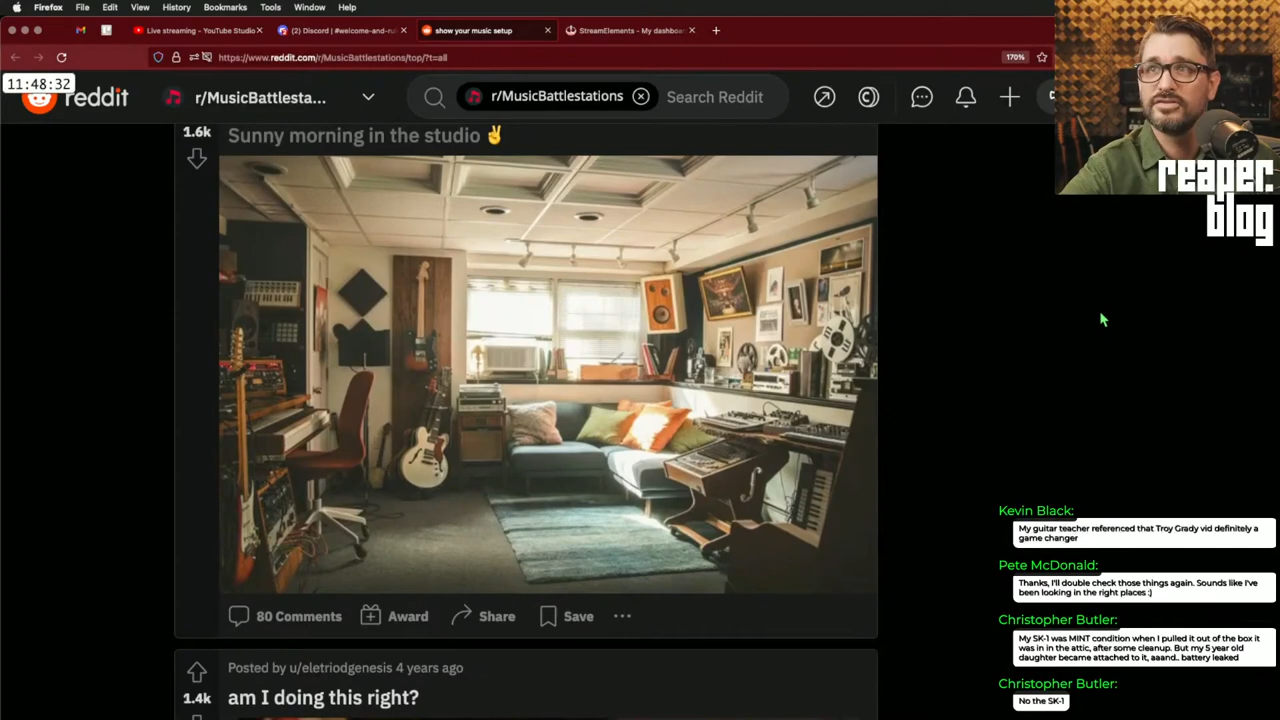 Firefox File Edit View History Bookmarks Tools Window Help
Live streaming - YouTube Studio
(2) Discord | #welcome-and-ru
show your music setup
StreamElements - My dashboa
https://www.reddit.com/r/MusicBattlestations/top/?t=all
170%
11:48:32
reddit
r/MusicBattlesta...
r/MusicBattlestations
Search Reddit
1.6k
Sunny morning in the studio ✌️
reaper.
blog
80 Comments
Award
Share
Save
Posted by u/eletriodgenesis 4 years ago
1.4k
am I doing this right?
Kevin Black:
My guitar teacher referenced that Troy Grady vid definitely a
game changer
Pete McDonald:
Thanks, I'll double check those things again. Sounds like I've
been looking in the right places :)
Christopher Butler:
My SK-1 was MINT condition when I pulled it out of the box it
was in in the attic, after some cleanup. But my 5 year old
daughter became attached to it, aaand.. battery leaked
Christopher Butler:
No the SK-1